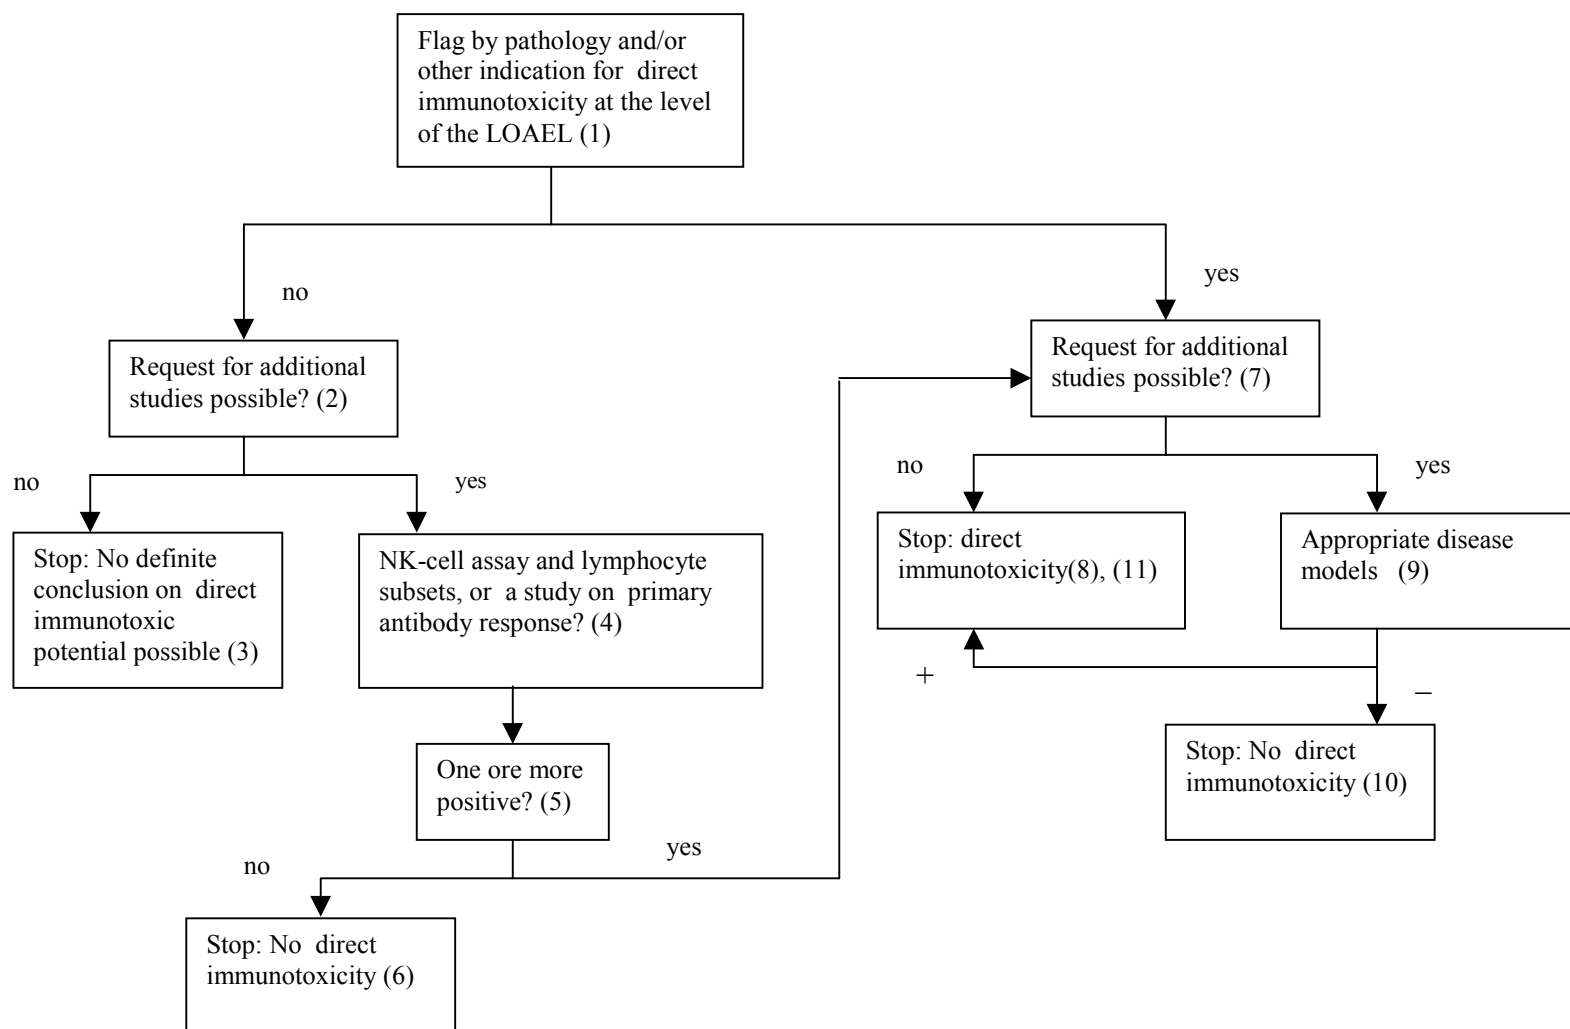 Flag by pathology and/or
other indication for direct
immunotoxicity at the level
of the LOAEL (1)
no
yes
Request for additional
studies possible? (2)
Request for additional
studies possible? (7)
no
yes
no
yes
Stop: No definite
conclusion on direct
immunotoxic
potential possible (3)
NK-cell assay and lymphocyte
subsets, or a study on primary
antibody response? (4)
Stop: direct
immunotoxicity(8), (11)
Appropriate disease
models (9)
+
–
One ore more
positive? (5)
Stop: No direct
immunotoxicity (10)
no
yes
Stop: No direct
immunotoxicity (6)